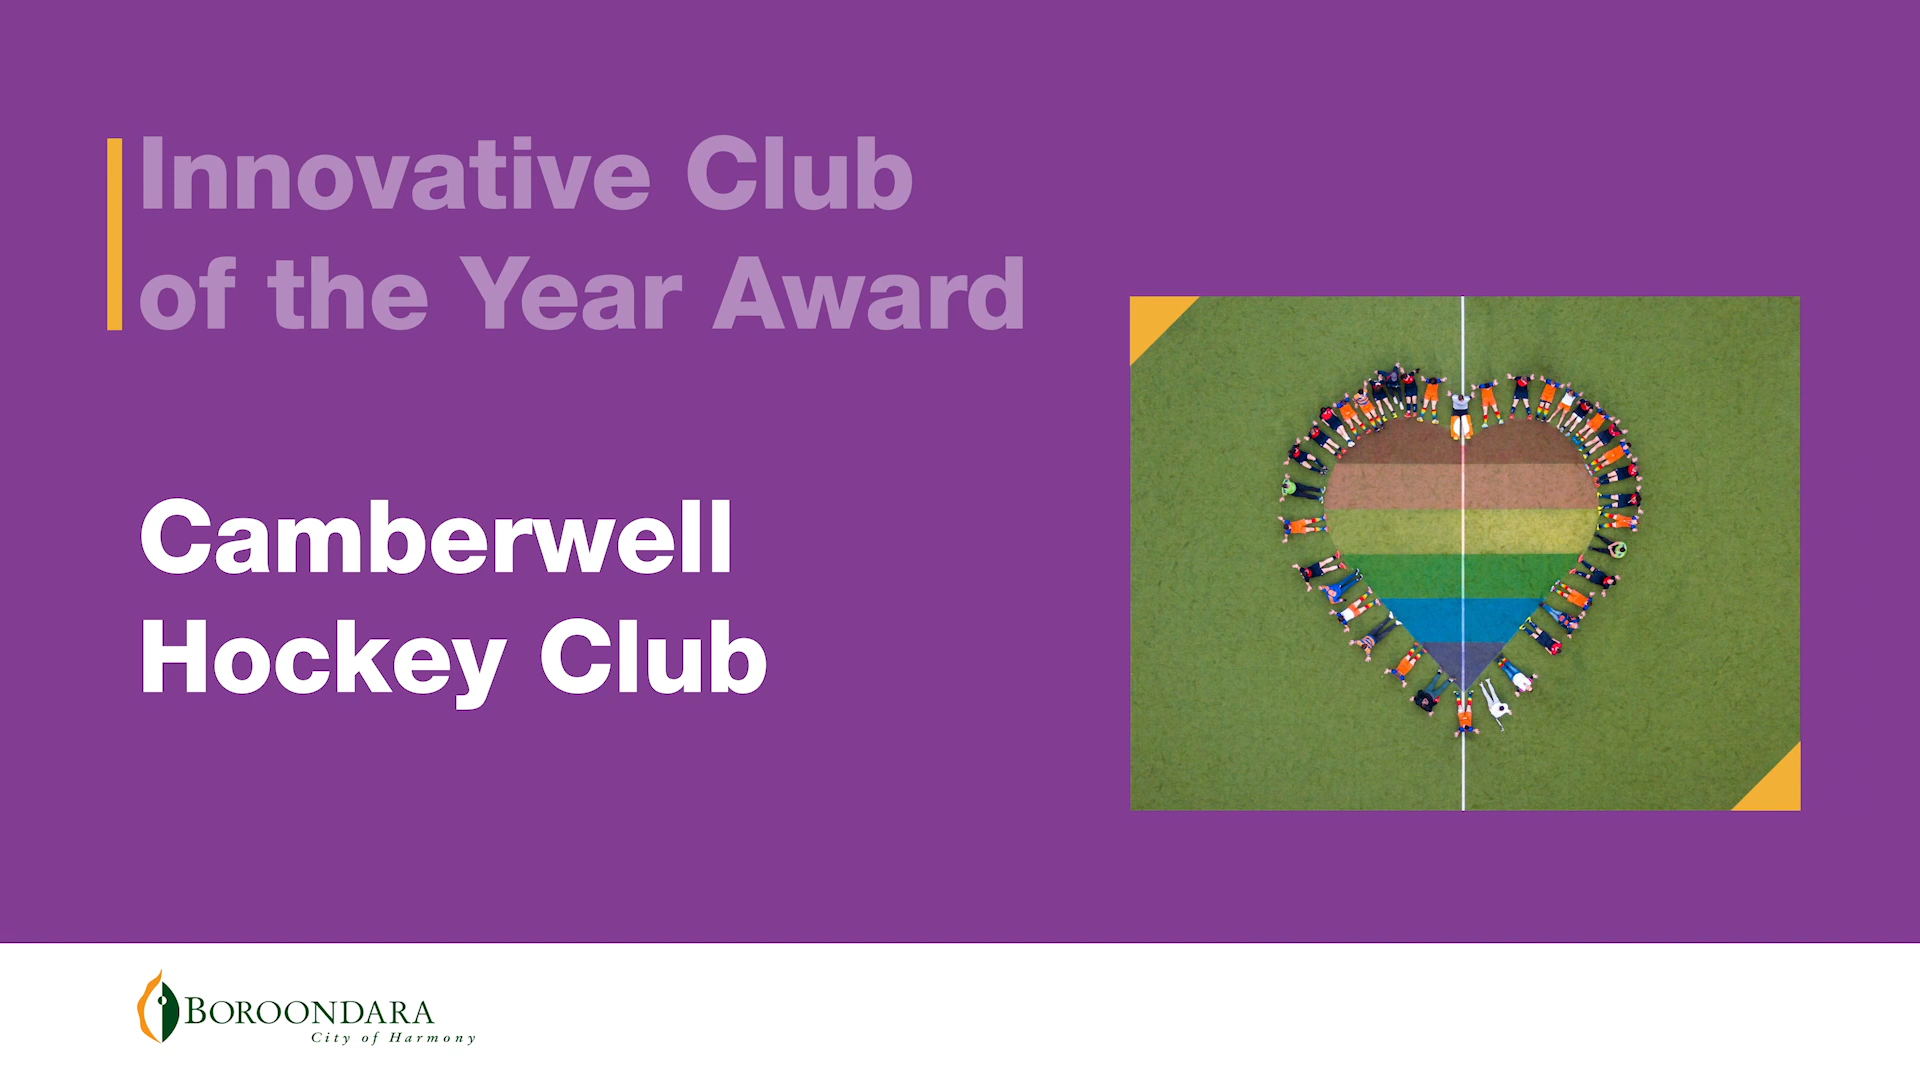 Innovative Club
of the Year Award
Camberwell
Hockey Club
BOROONDARA
City of Harmony